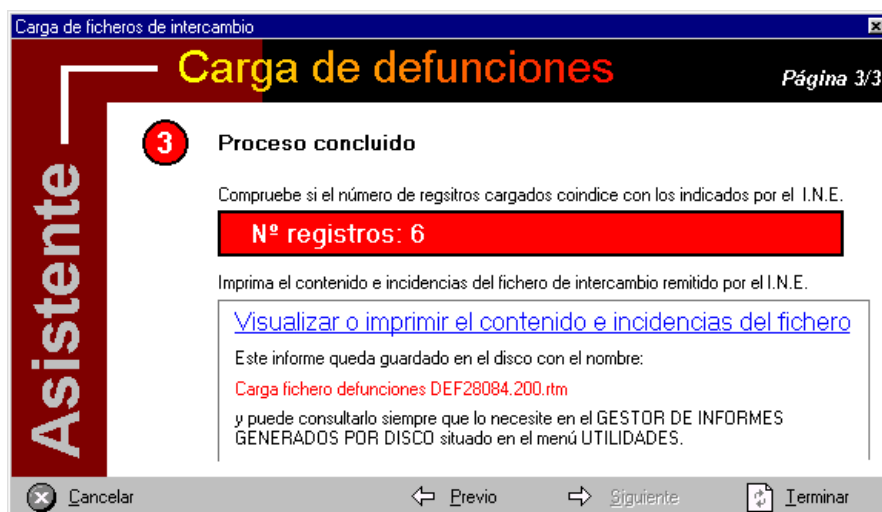 Carga de ficheros de intercambio
Carga de defunciones
Página 3/3
Asistente
3
Proceso concluido
Compruebe si el número de regsitros cargados coindice con los indicados por el I.N.E.
Nº registros: 6
Imprima el contenido e incidencias del fichero de intercambio remitido por el I.N.E.
Visualizar o imprimir el contenido e incidencias del fichero
Este informe queda guardado en el disco con el nombre:
Carga fichero defunciones DEF28084.200.rtm
y puede consultarlo siempre que lo necesite en el GESTOR DE INFORMES
GENERADOS POR DISCO situado en el menú UTILIDADES.
Cancelar
Previo
Siguiente
Terminar